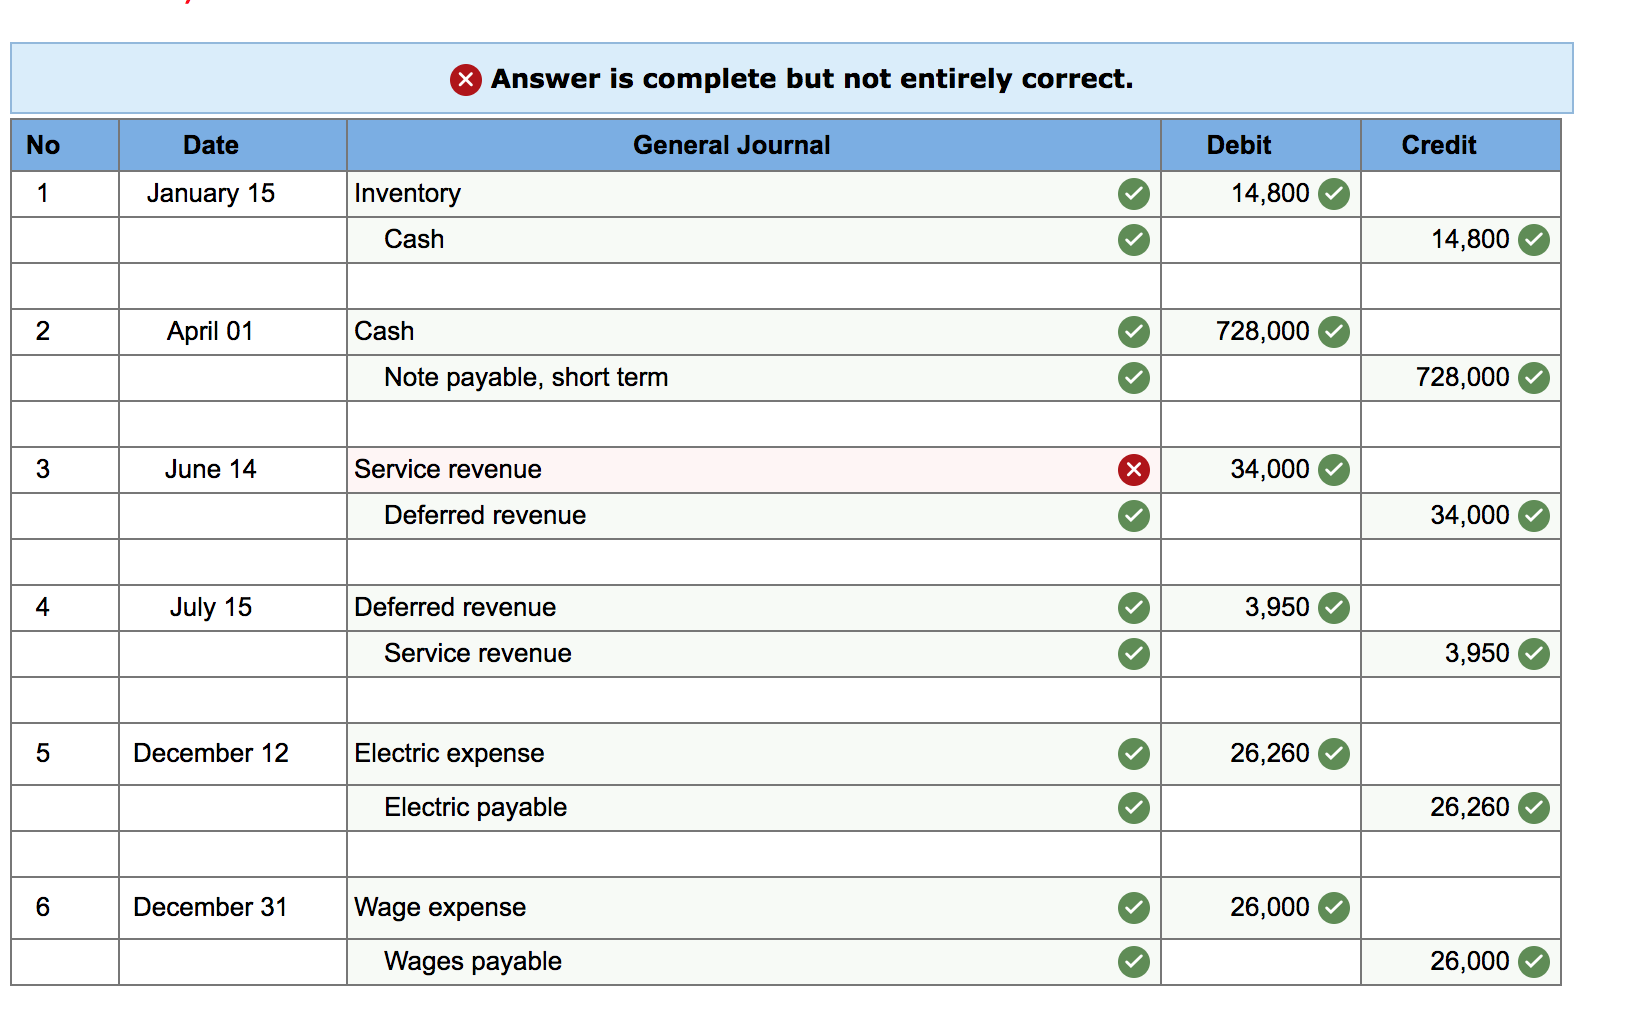 Answer is complete but not entirely correct.
No Date General Journal Debit Credit
1 January 15 Inventory 14,800
Cash 14,800
2 April 01 Cash 728,000
Note payable, short term 728,000
3 June 14 Service revenue 34,000
Deferred revenue 34,000
4 July 15 Deferred revenue 3,950
Service revenue 3,950
5 December 12 Electric expense 26,260
Electric payable 26,260
6 December 31 Wage expense 26,000
Wages payable 26,000